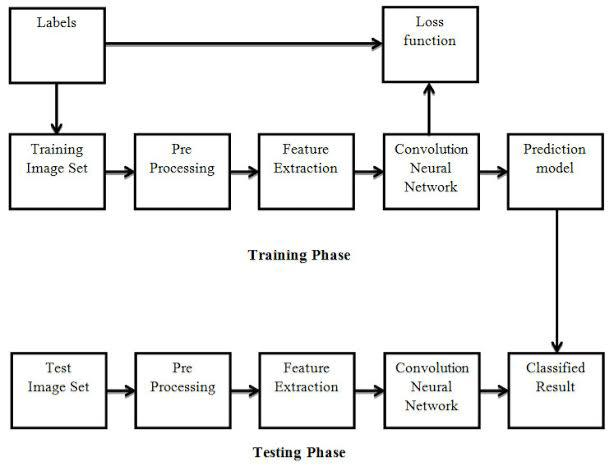 Labels
Loss
function
Training
Image Set
Pre
Processing
Feature
Extraction
Convolution
Neural
Network
Prediction
model
Training Phase
Test
Image Set
Pre
Processing
Feature
Extraction
Convolution
Neural
Network
Classified
Result
Testing Phase